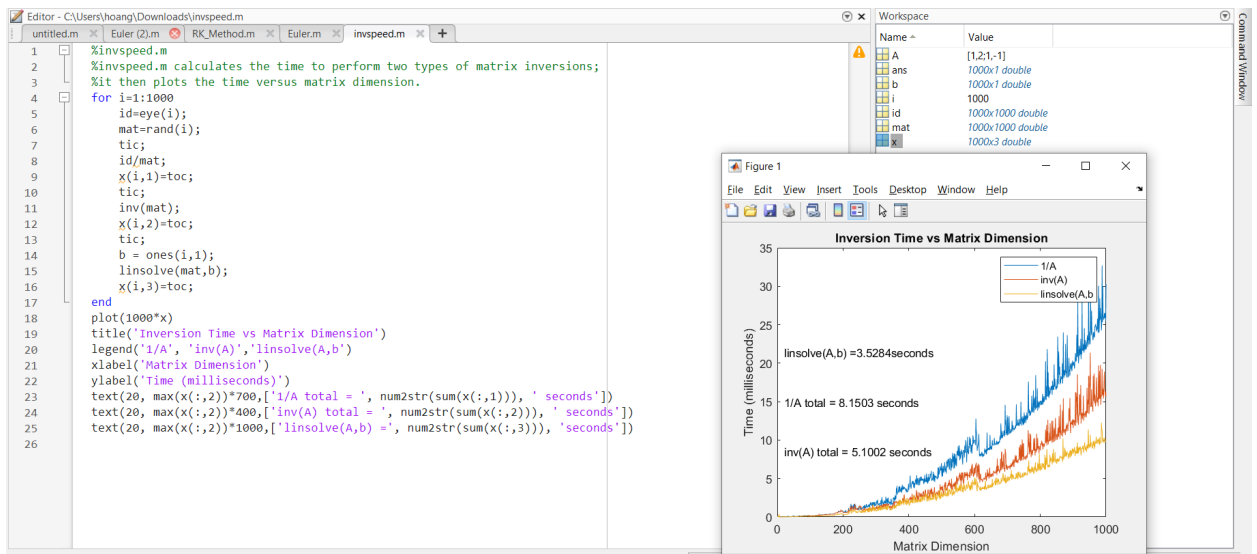 Editor - C:\Users\hoang\Downloads\invspeed.m
untitled.m Euler (2).m RK_Method.m Euler.m invspeed.m +
1 %invspeed.m
2 %invspeed.m calculates the time to perform two types of matrix inversions;
3 %it then plots the time versus matrix dimension.
4 for i=1:1000
5 id=eye(i);
6 mat=rand(i);
7 tic;
8 id/mat;
9 x(i,1)=toc;
10 tic;
11 inv(mat);
12 x(i,2)=toc;
13 tic;
14 b = ones(i,1);
15 linsolve(mat,b);
16 x(i,3)=toc;
17 end
18 plot(1000*x)
19 title('Inversion Time vs Matrix Dimension')
20 legend('1/A', 'inv(A)','linsolve(A,b')
21 xlabel('Matrix Dimension')
22 ylabel('Time (milliseconds)')
23 text(20, max(x(:,2))*700,['1/A total = ', num2str(sum(x(:,1))), ' seconds'])
24 text(20, max(x(:,2))*400,['inv(A) total = ', num2str(sum(x(:,2))), ' seconds'])
25 text(20, max(x(:,2))*1000,['linsolve(A,b) =', num2str(sum(x(:,3))), 'seconds'])
26
Workspace
Name Value
A [1,2;1,-1]
ans 1000x1 double
b 1000x1 double
i 1000
id 1000x1000 double
mat 1000x1000 double
x 1000x3 double
Command Window
Figure 1
File Edit View Insert Tools Desktop Window Help
Inversion Time vs Matrix Dimension
1/A
inv(A)
linsolve(A,b
linsolve(A,b) =3.5284seconds
1/A total = 8.1503 seconds
inv(A) total = 5.1002 seconds
Time (milliseconds)
35
30
25
20
15
10
5
0
0 200 400 600 800 1000
Matrix Dimension